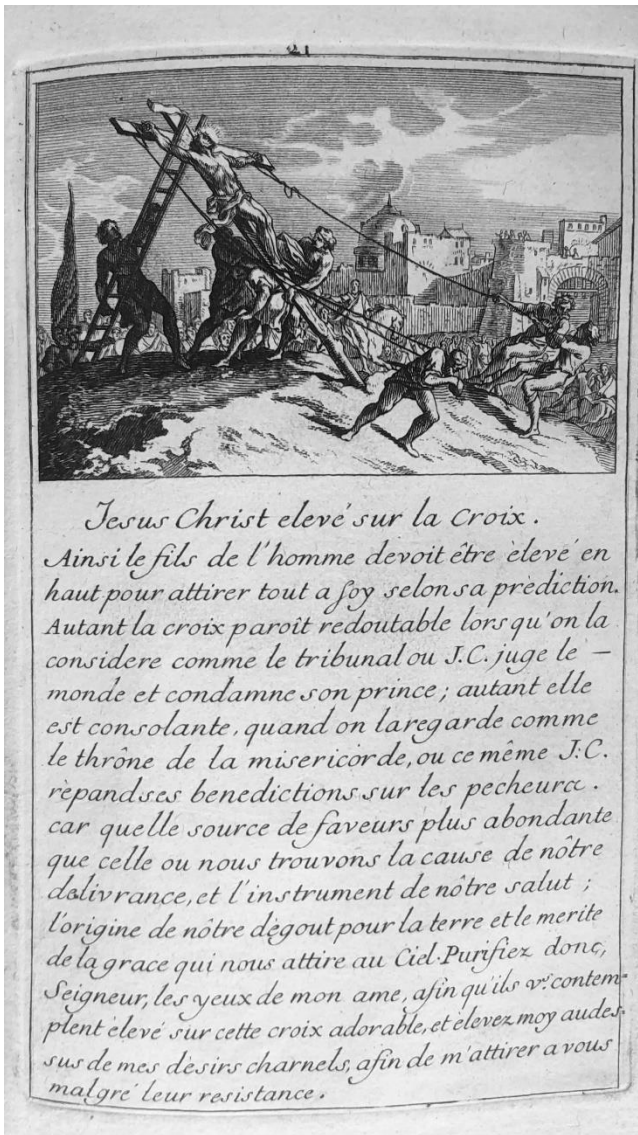 21
Jesus Christ elevé sur la Croix.
Ainsi le fils de l'homme devoit être èlevé en
haut pour attirer tout a soy selon sa prèdiction.
Autant la croix paroît redoutable lors qu'on la
considere comme le tribunal ou J.C. juge le –
monde et condamne son prince; autant elle
est consolante, quand on la regarde comme
le thrône de la misericorde, ou ce même J.C.
rèpand ses benedictions sur les pecheurs.
car quelle source de faveurs plus abondante
que celle ou nous trouvons la cause de nôtre
dèlivrance, et l'instrument de nôtre salut;
l'origine de nôtre dègout pour la terre et le merite
de la grace qui nous attire au Ciel. Purifiez donc,
Seigneur, les yeux de mon ame, afin qu'ils vs. contem=
plent èlevé sur cette croix adorable, et èlevez moy audes-
sus de mes dèsirs charnels, afin de m'attirer a vous
malgré leur resistance.